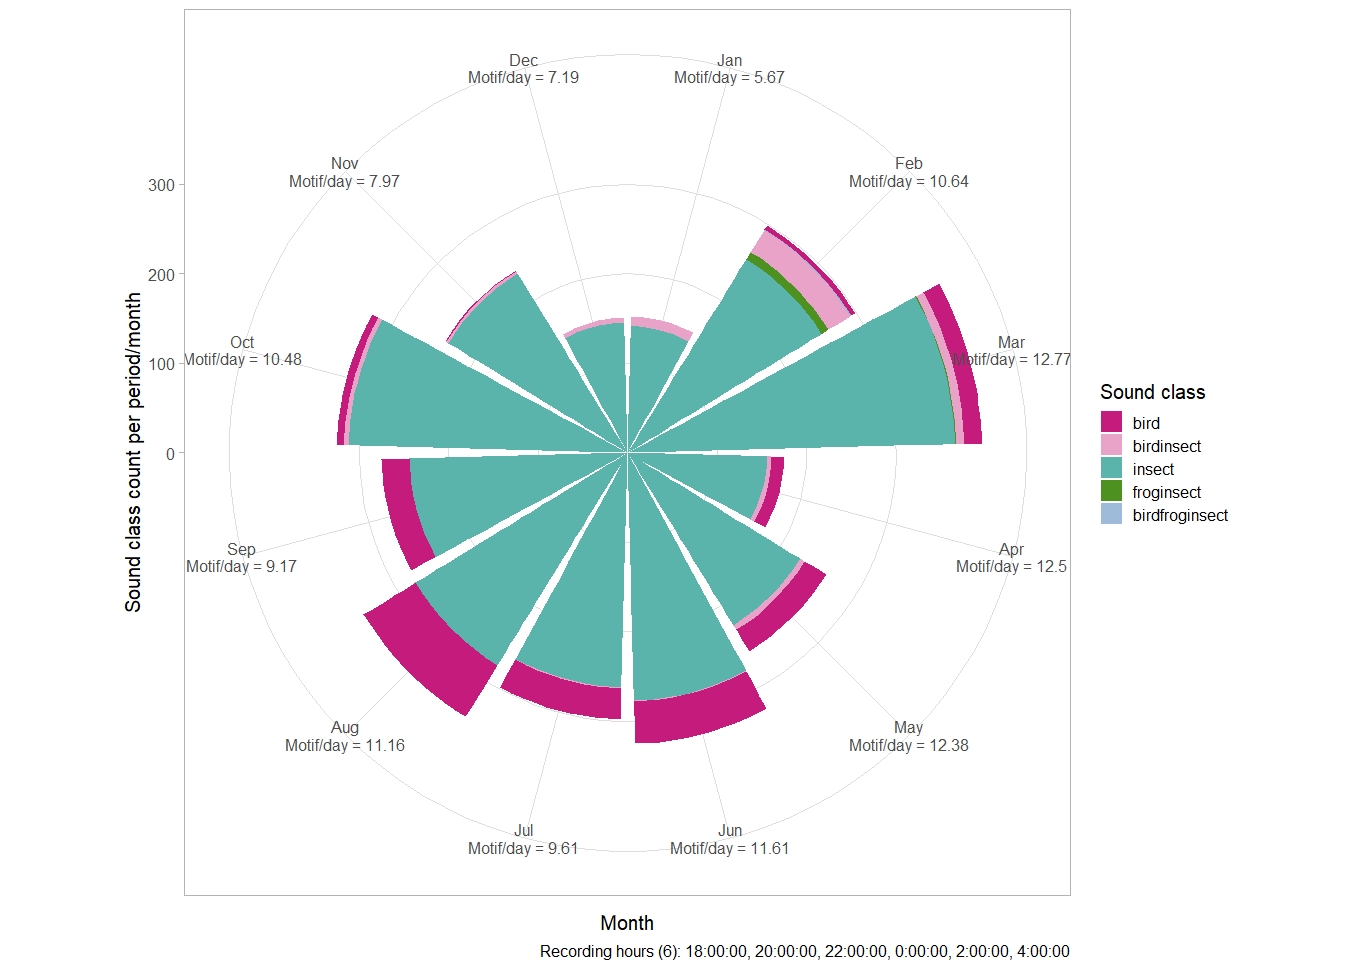 Dec
Motif/day = 7.19
Jan
Motif/day = 5.67
Nov
Motif/day = 7.97
Feb
Motif/day = 10.64
300
200
100
0
Sound class count per period/month
Oct
Motif/day = 10.48
Mar
Motif/day = 12.77
Sep
Motif/day = 9.17
Apr
Motif/day = 12.5
Aug
Motif/day = 11.16
May
Motif/day = 12.38
Jul
Motif/day = 9.61
Jun
Motif/day = 11.61
Sound class
bird
birdinsect
insect
froginsect
birdfroginsect
Month
Recording hours (6): 18:00:00, 20:00:00, 22:00:00, 0:00:00, 2:00:00, 4:00:00